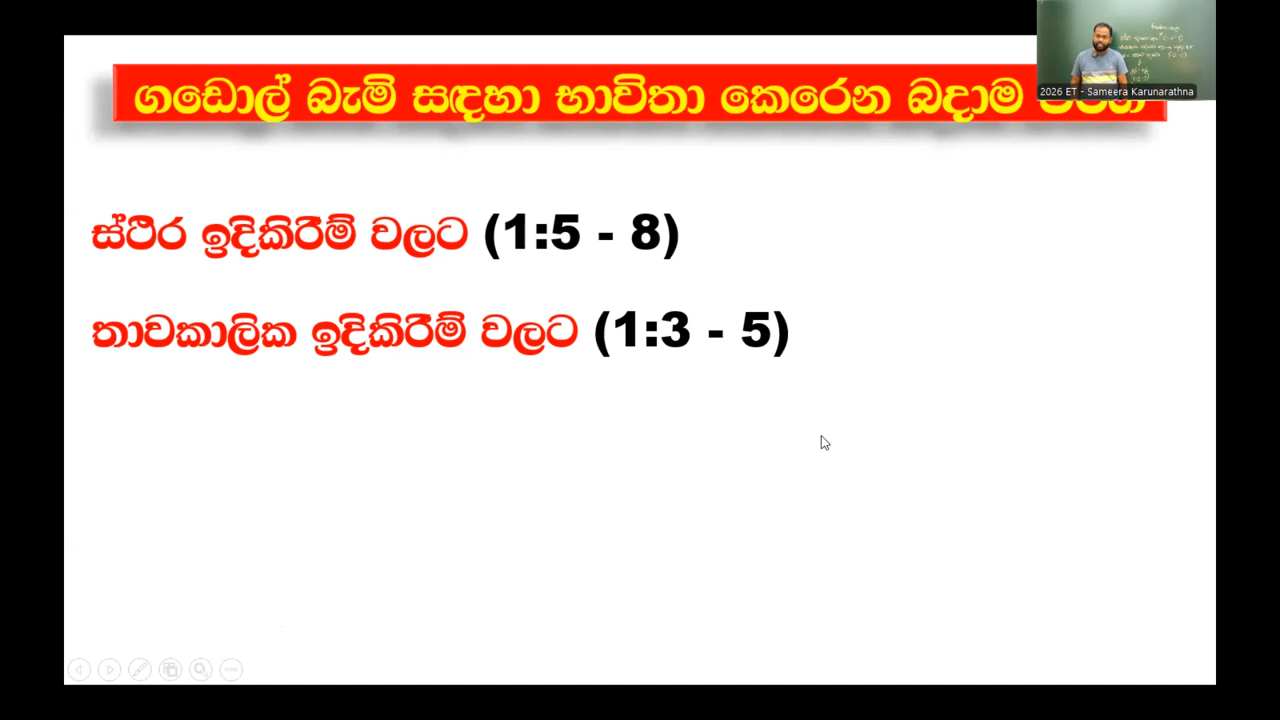 ගඩොල් බැමි සඳහා භාවිතා කෙරෙන බදාම
2026 ET - Sameera Karunarathna
ස්ථිර ඉදිකිරීම් වලට (1:5 - 8)
තාවකාලික ඉදිකිරීම් වලට (1:3 - 5)